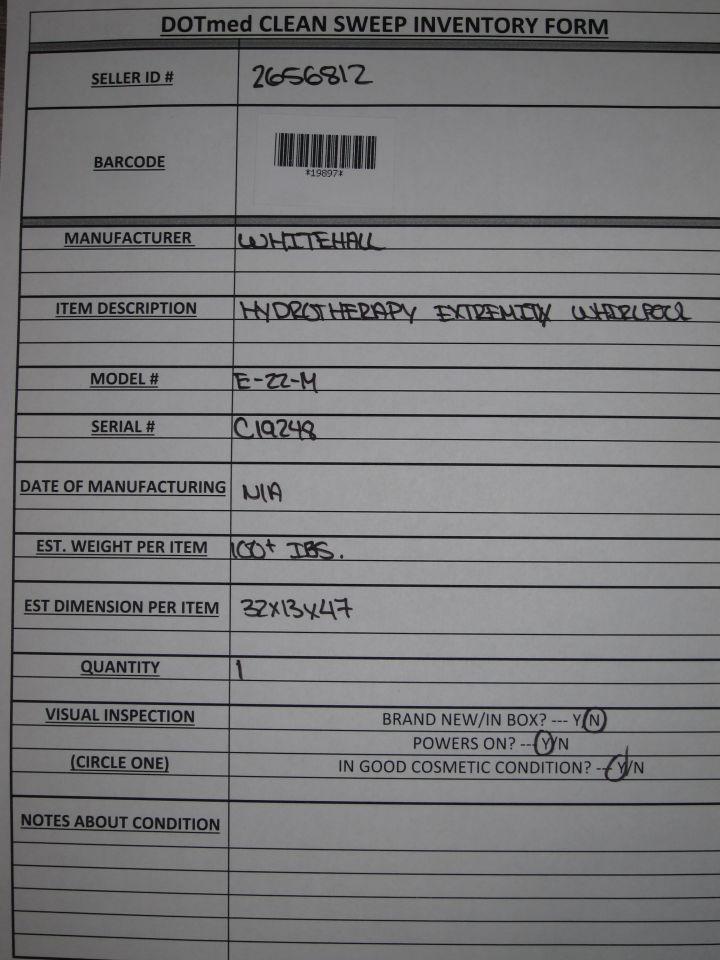 DOTmed CLEAN SWEEP INVENTORY FORM
SELLER ID # 2656812
BARCODE
*19897*
MANUFACTURER WHITEHALL
ITEM DESCRIPTION HYDROTHERAPY EXTREMITY WHIRLPOOL
MODEL # E-22-M
SERIAL # C19248
DATE OF MANUFACTURING N/A
EST. WEIGHT PER ITEM 100+ IBS.
EST DIMENSION PER ITEM 32X13X47
QUANTITY 1
VISUAL INSPECTION BRAND NEW/IN BOX? --- Y/N
POWERS ON? --- Y/N
(CIRCLE ONE) IN GOOD COSMETIC CONDITION? --- Y/N
NOTES ABOUT CONDITION